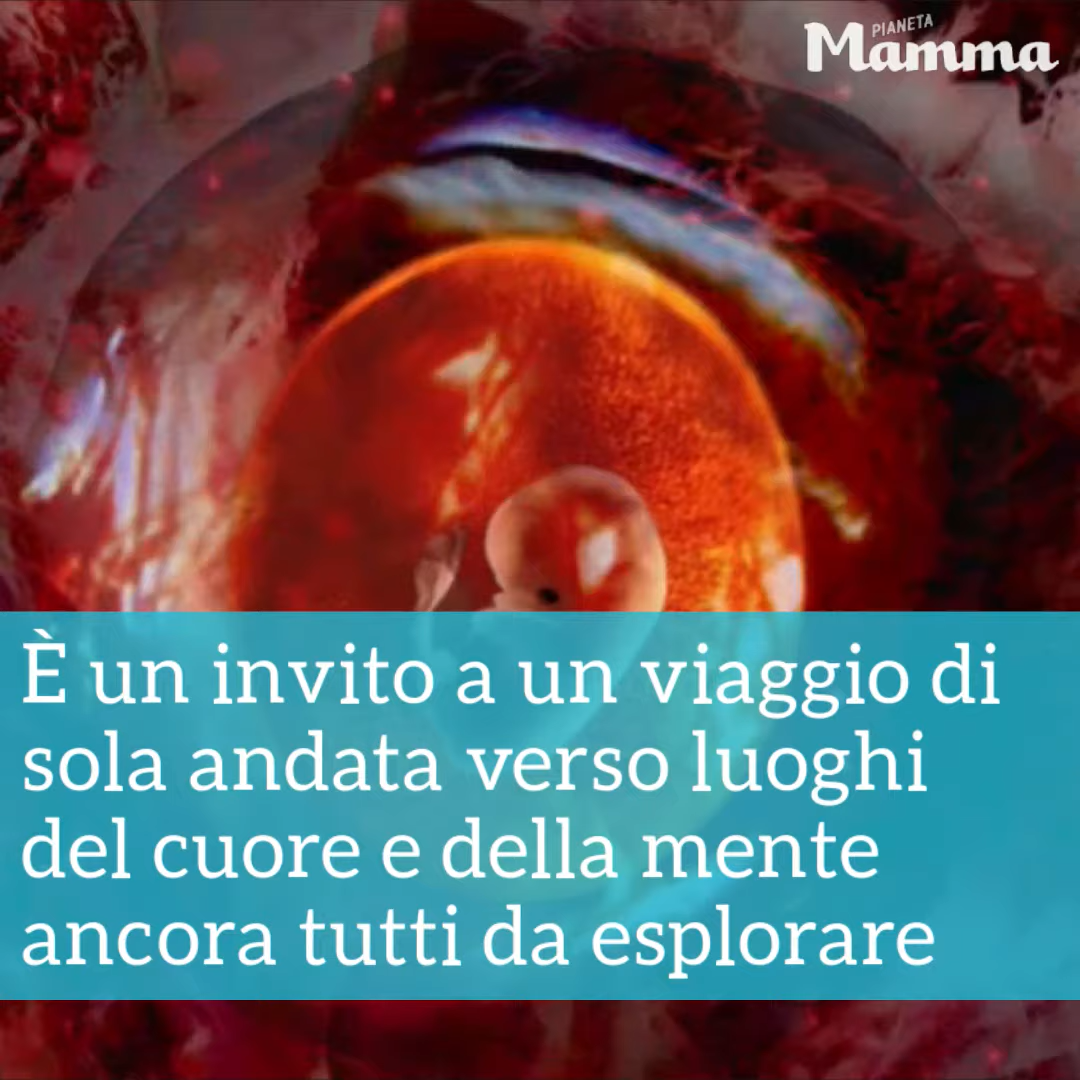 PIANETA
Mamma
È un invito a un viaggio di
sola andata verso luoghi
del cuore e della mente
ancora tutti da esplorare